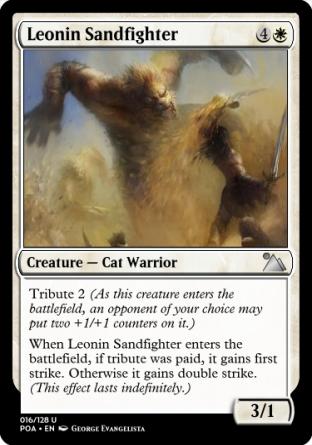 Leonin Sandfighter 4
Creature — Cat Warrior
Tribute 2 (As this creature enters the
battlefield, an opponent of your choice may
put two +1/+1 counters on it.)
When Leonin Sandfighter enters the
battlefield, if tribute was paid, it gains first
strike. Otherwise it gains double strike.
(This effect lasts indefinitely.)
3/1
016/128 U
POA • EN George Evangelista